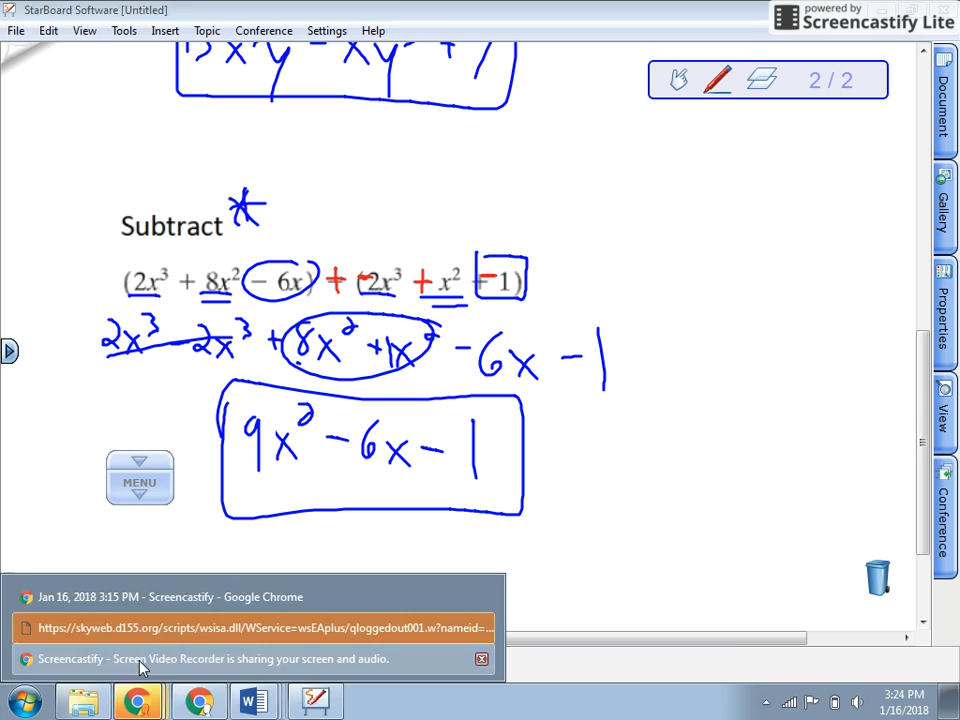 StarBoard Software [Untitled]
powered by
Screencastify Lite
File Edit View Tools Insert Topic Conference Settings Help
2 / 2
Document
Gallery
Properties
View
Conference
Subtract *
(2x³ + 8x² − 6x) + (-2x³ + x² - 1)
2x³ - 2x³ + 8x² + 1x² - 6x - 1
9x² - 6x - 1
MENU
Jan 16, 2018 3:15 PM - Screencastify - Google Chrome
https://skyweb.d155.org/scripts/wsisa.dll/WService=wsEAplus/qloggedout001.w?nameid=...
Screencastify - Screen Video Recorder is sharing your screen and audio.
3:24 PM
1/16/2018